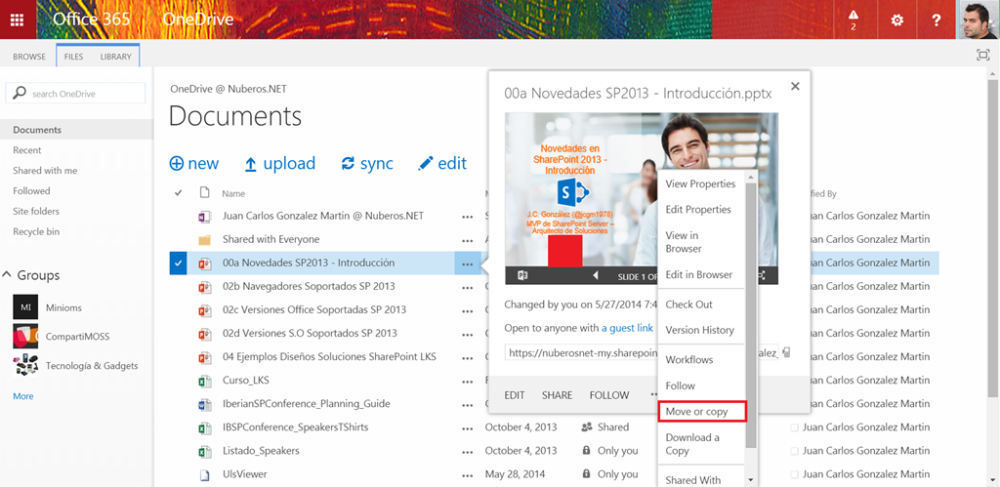 Office 365 OneDrive
2
?
BROWSE FILES LIBRARY
search OneDrive
Documents
Recent
Shared with me
Followed
Site folders
Recycle bin
Groups
MI Minioms
CompartiMOSS
Tecnología & Gadgets
More
OneDrive @ Nuberos.NET
Documents
new upload sync edit
Name
Juan Carlos Gonzalez Martin @ Nuberos.NET
Shared with Everyone
00a Novedades SP2013 - Introducción
02b Navegadores Soportados SP 2013
02c Versiones Office Soportadas SP 2013
02d Versiones S.O Soportados SP 2013
04 Ejemplos Diseños Soluciones SharePoint LKS
Curso_LKS
IberianSPConference_Planning_Guide
IBSPConference_SpeakersTShirts October 4, 2013 Shared
Listado_Speakers October 4, 2013 Only you
UlsViewer May 28, 2014 Only you
00a Novedades SP2013 - Introducción.pptx
Novedades en
SharePoint 2013 -
Introducción
S
J.C. González (@jcgm1978)
MVP de SharePoint Server –
Arquitecto de Soluciones
SLIDE 1 OF
Changed by you on 5/27/2014 7:4
Open to anyone with a guest link
https://nuberosnet-my.sharepoin
EDIT SHARE FOLLOW
View Properties
Edit Properties
View in
Browser
Edit in Browser
Check Out
Version History
Workflows
Follow
Move or copy
Download a
Copy
Shared With
ified By
Juan Carlos Gonzalez Martin
Juan Carlos Gonzalez Martin
Juan Carlos Gonzalez Martin
Juan Carlos Gonzalez Martin
Juan Carlos Gonzalez Martin
Juan Carlos Gonzalez Martin
Juan Carlos Gonzalez Martin
Juan Carlos Gonzalez Martin
Juan Carlos Gonzalez Martin
Juan Carlos Gonzalez Martin
Juan Carlos Gonzalez Martin
Juan Carlos Gonzalez Martin